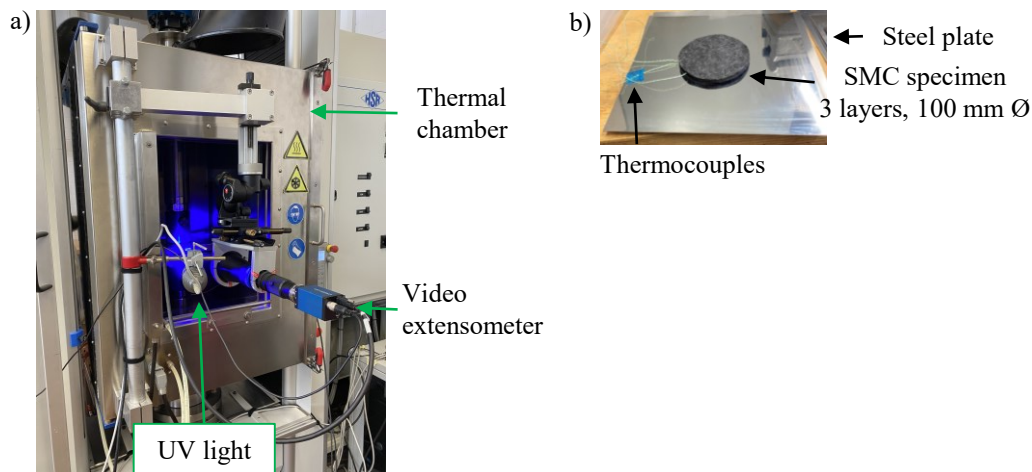 a)
Thermal
chamber
Video
extensometer
UV light
b)
Steel plate
SMC specimen
3 layers, 100 mm Ø
Thermocouples